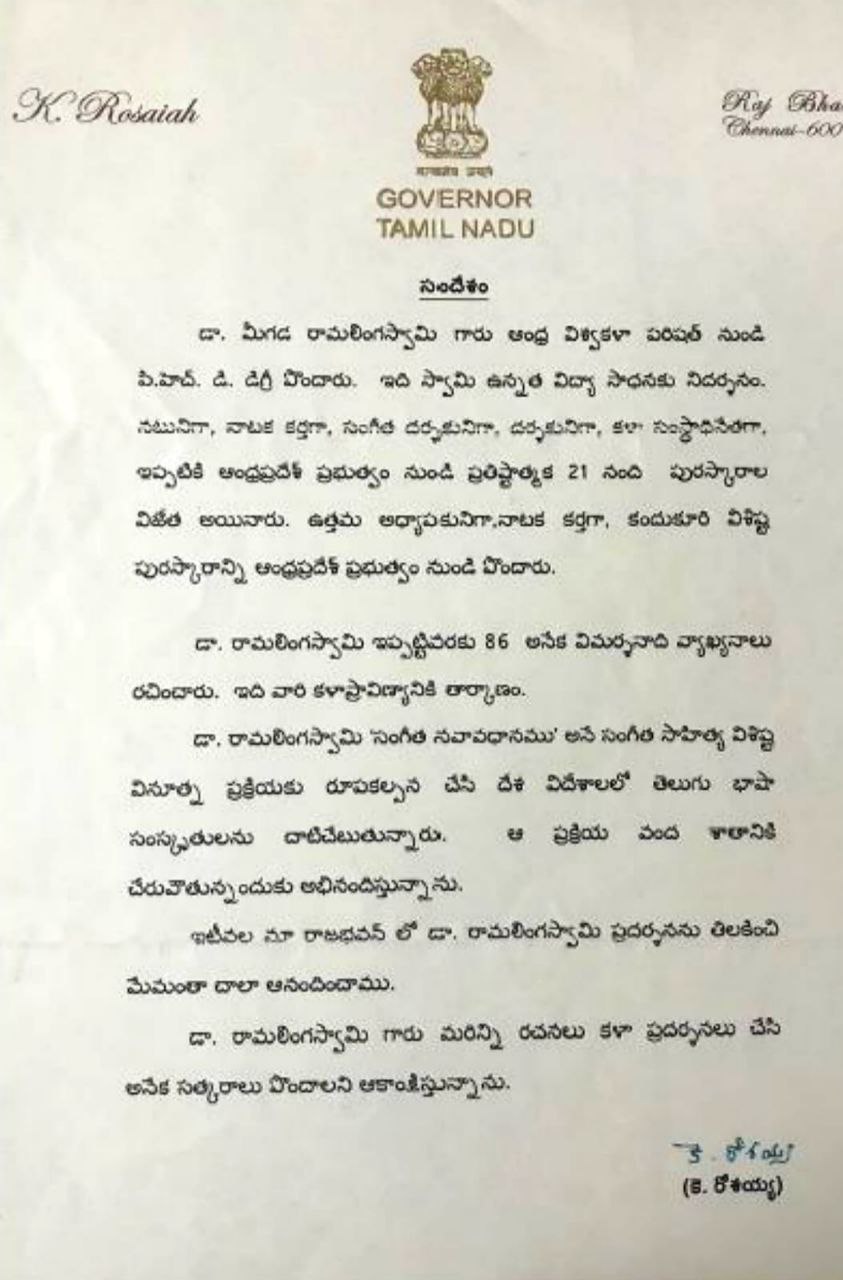 K. Rosaiah
Raj Bha
Chennai-600
सत्यमेव जयते
GOVERNOR
TAMIL NADU
సందేశం
డా. మీగడ రామలింగస్వామి గారు ఆంధ్ర విశ్వకళా పరిషత్ నుండి
పి.హెచ్. డి. డిగ్రీ పొందారు. ఇది స్వామి ఉన్నత విద్యా సాధనకు నిదర్శనం.
నటునిగా, నాటక కర్తగా, సంగీత దర్శకునిగా, దర్శకునిగా, కళా సంస్థాధినేతగా,
ఇప్పటికి ఆంధ్రప్రదేశ్ ప్రభుత్వం నుండి ప్రతిష్టాత్మక 21 నంది పురస్కారాల
విజేత అయినారు. ఉత్తమ అధ్యాపకునిగా,నాటక కర్తగా, కందుకూరి విశిష్ట
పురస్కారాన్ని ఆంధ్రప్రదేశ్ ప్రభుత్వం నుండి పొందారు.
డా. రామలింగస్వామి ఇప్పట్టివరకు 86 అనేక విమర్శనాది వ్యాఖ్యనాలు
రచించారు. ఇది వారి కళాప్రావిణ్యానికి తార్కాణం.
డా. రామలింగస్వామి 'సంగీత నవావధానము' అనే సంగీత సాహిత్య విశిష్ట
వినూత్న ప్రక్రియకు రూపకల్పన చేసి దేశ విదేశాలలో తెలుగు భాషా
సంస్కృతులను చాటిచేబుతున్నారు. ఆ ప్రక్రియ వంద శాతానికి
చేరువౌతున్నందుకు అభినందిస్తున్నాను.
ఇటీవల మా రాజభవన్ లో డా. రామలింగస్వామి ప్రదర్శనను తిలకించి
మేమంతా చాలా ఆనందించాము.
డా. రామలింగస్వామి గారు మరిన్ని రచనలు కళా ప్రదర్శనలు చేసి
అనేక సత్కరాలు పొందాలని ఆకాంక్షిస్తున్నాను.
కె. రోశయ్య
(కె. రోశయ్య)